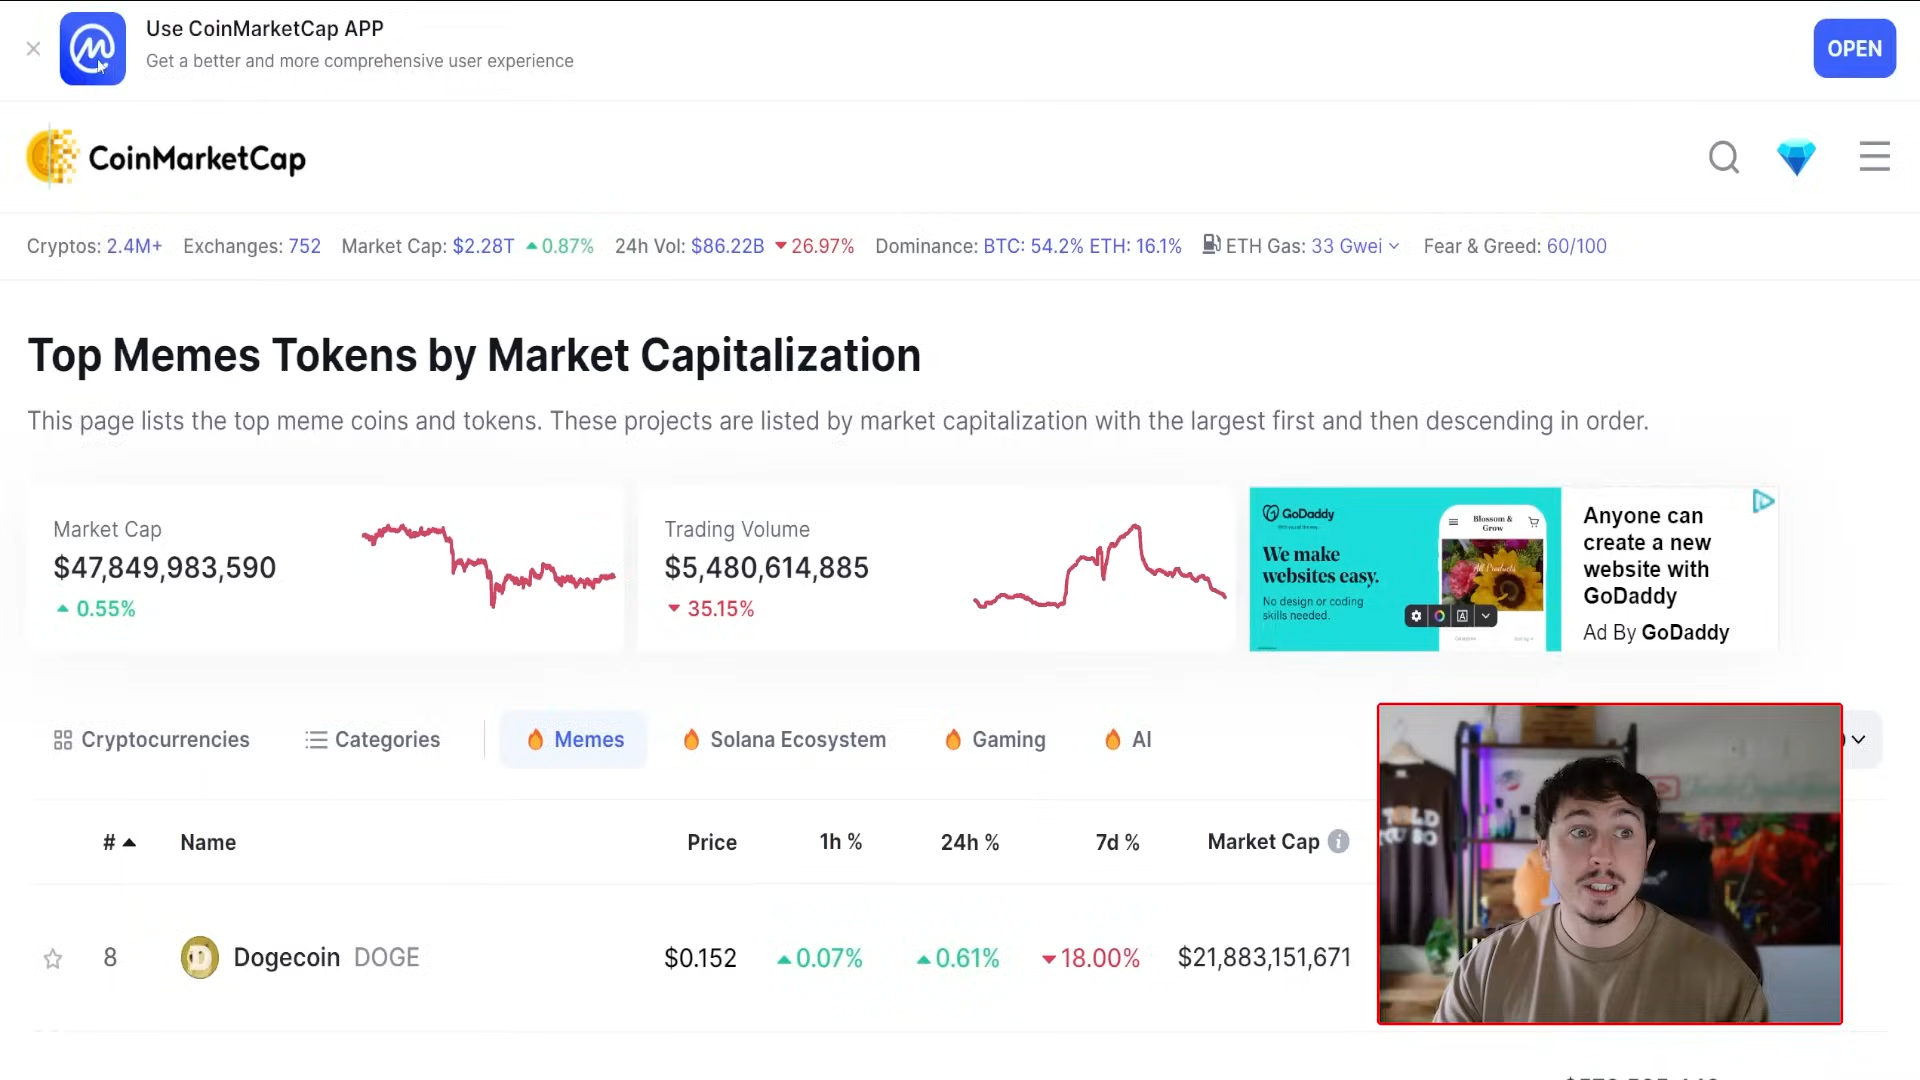 Use CoinMarketCap APP
Get a better and more comprehensive user experience
OPEN
CoinMarketCap
Cryptos: 2.4M+ Exchanges: 752 Market Cap: $2.28T 0.87% 24h Vol: $86.22B 26.97% Dominance: BTC: 54.2% ETH: 16.1% ETH Gas: 33 Gwei Fear & Greed: 60/100
Top Memes Tokens by Market Capitalization
This page lists the top meme coins and tokens. These projects are listed by market capitalization with the largest first and then descending in order.
Market Cap
$47,849,983,590
0.55%
Trading Volume
$5,480,614,885
35.15%
GoDaddy
We make
websites easy.
No design or coding
skills needed.
Blossom &
Grow
All Products
Anyone can
create a new
website with
GoDaddy
Ad By GoDaddy
Cryptocurrencies Categories Memes Solana Ecosystem Gaming AI
# Name Price 1h % 24h % 7d % Market Cap
8 Dogecoin DOGE $0.152 0.07% 0.61% 18.00% $21,883,151,671